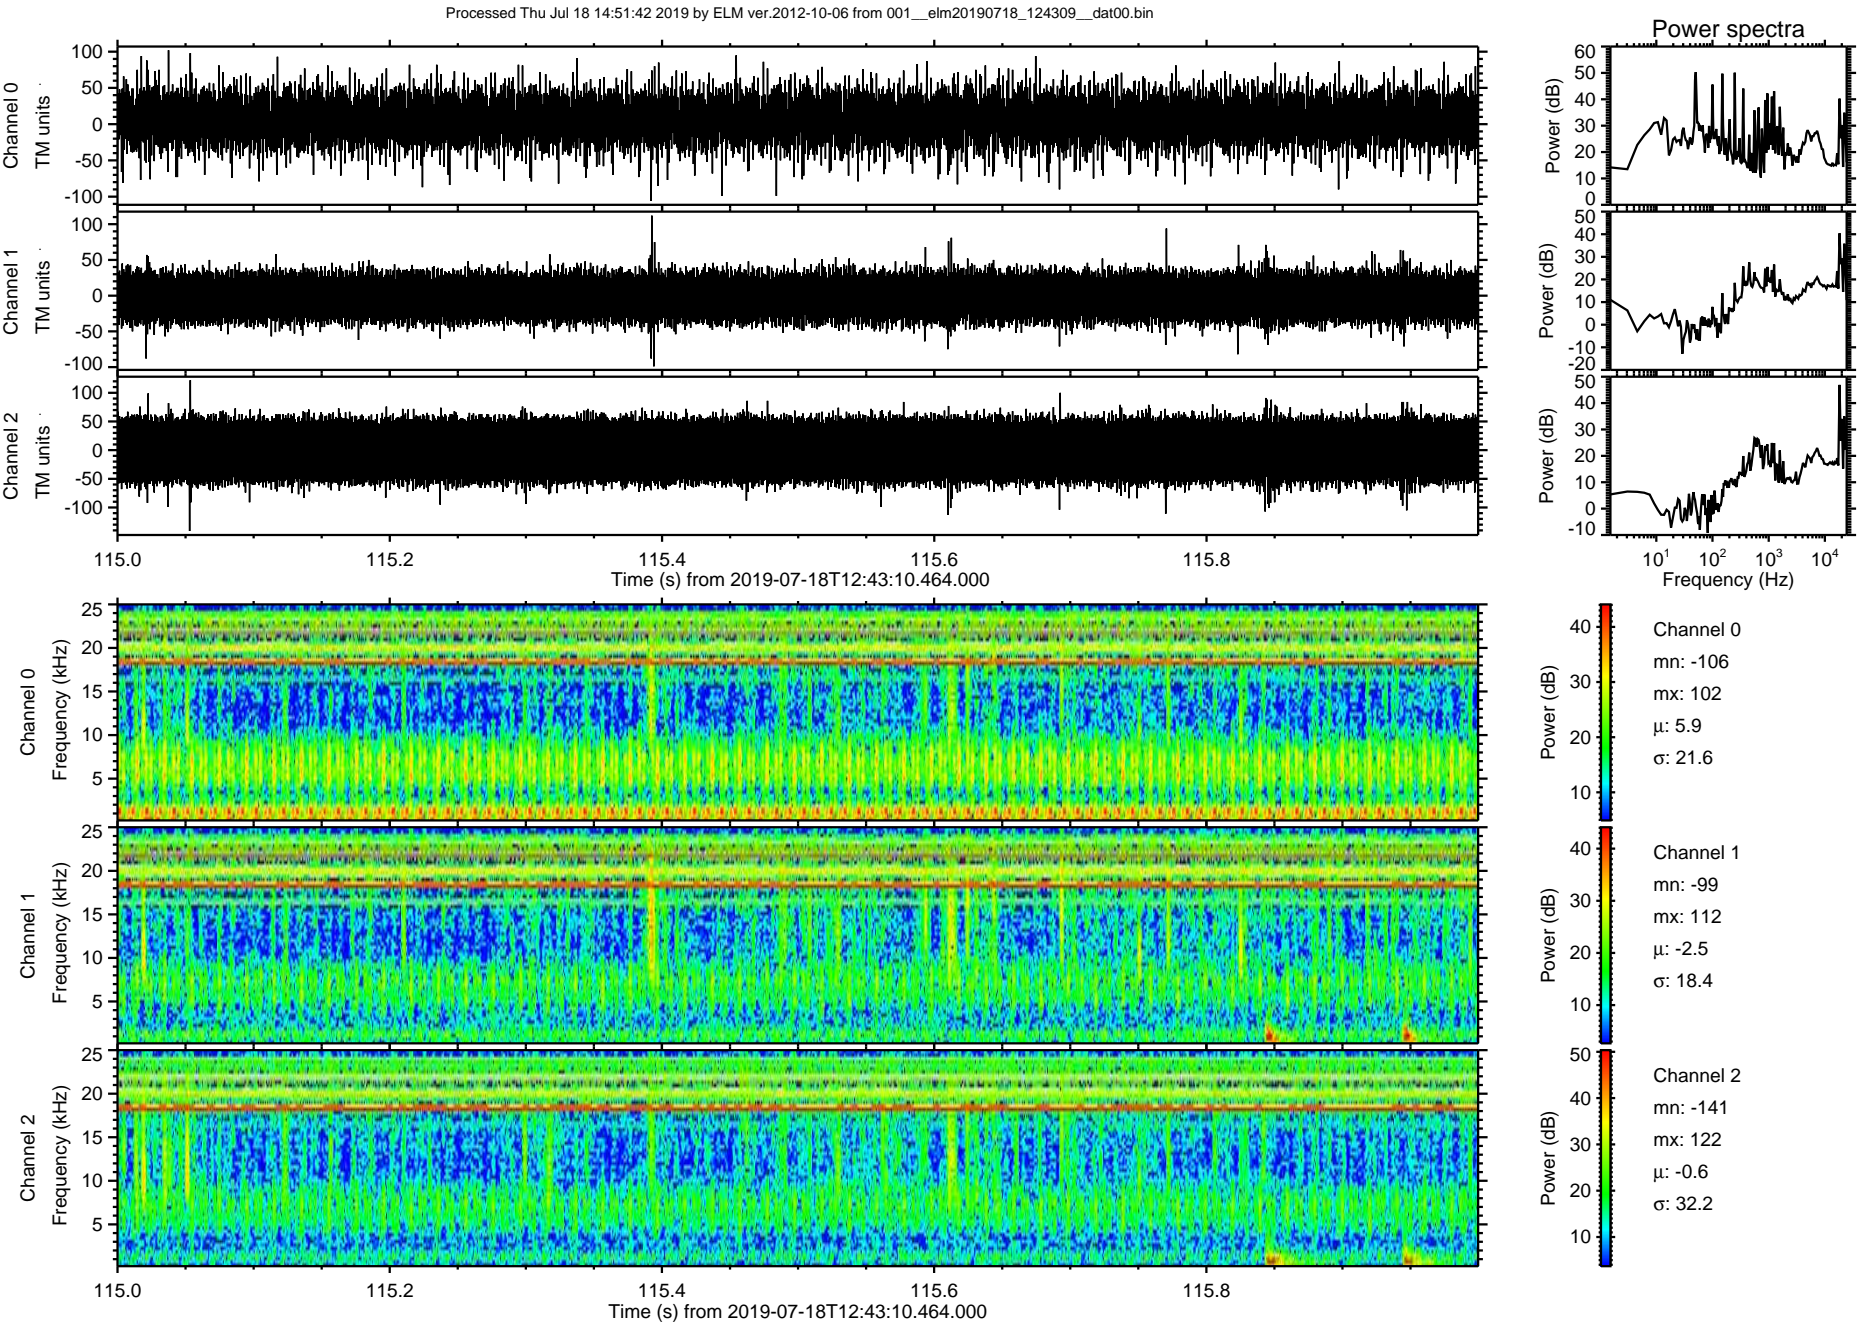 Processed Thu Jul 18 14:51:42 2019 by ELM ver.2012-10-06 from 001__elm20190718_124309__dat00.bin
Power spectra
Channel 0
TM units
100
50
0
-50
-100
Power (dB)
60
50
40
30
20
10
0
Channel 1
TM units
100
50
0
-50
-100
Power (dB)
50
40
30
20
10
0
-10
-20
Channel 2
TM units
100
50
0
-50
-100
Power (dB)
50
40
30
20
10
0
-10
115.0 115.2 115.4 115.6 115.8
Time (s) from 2019-07-18T12:43:10.464.000
10¹ 10² 10³ 10⁴
Frequency (Hz)
Channel 0
Frequency (kHz)
25
20
15
10
5
Power (dB)
40
30
20
10
Channel 0
mn: -106
mx: 102
μ: 5.9
σ: 21.6
Channel 1
Frequency (kHz)
25
20
15
10
5
Power (dB)
40
30
20
10
Channel 1
mn: -99
mx: 112
μ: -2.5
σ: 18.4
Channel 2
Frequency (kHz)
25
20
15
10
5
Power (dB)
50
40
30
20
10
Channel 2
mn: -141
mx: 122
μ: -0.6
σ: 32.2
115.0 115.2 115.4 115.6 115.8
Time (s) from 2019-07-18T12:43:10.464.000